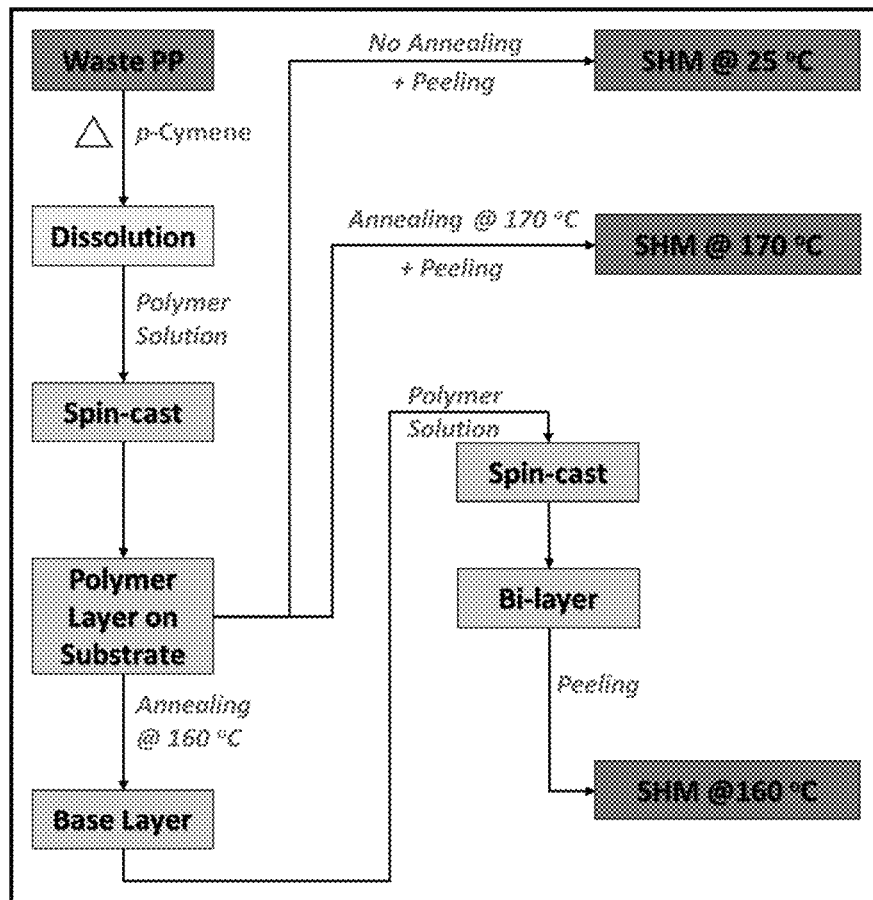 Waste PP
p-Cymene
Dissolution
Polymer
Solution
Spin-cast
Polymer
Layer on
Substrate
Annealing
@ 160 °C
Base Layer
No Annealing
+ Peeling
SHM @ 25 °C
Annealing @ 170 °C
+ Peeling
SHM @ 170 °C
Polymer
Solution
Spin-cast
Bi-layer
Peeling
SHM @160 °C